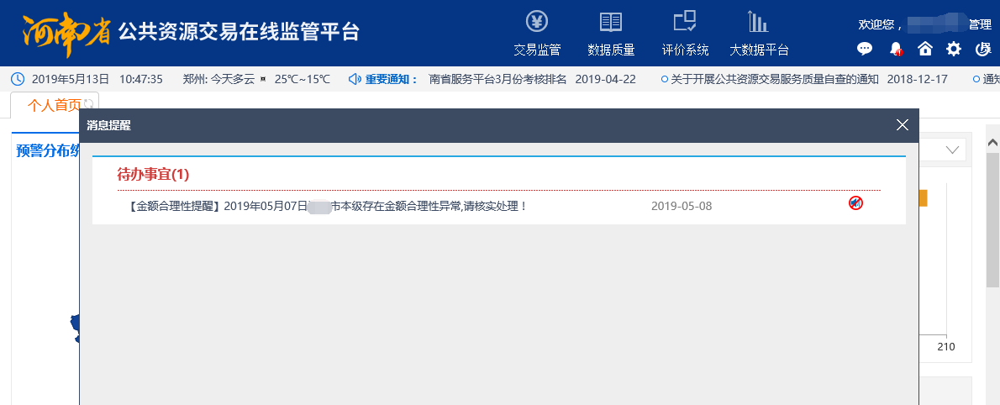 河南省 公共资源交易在线监管平台
交易监管 数据质量 评价系统 大数据平台
欢迎您， 管理
2019年5月13日 10:47:35 郑州: 今天多云 25℃~15℃ 重要通知： 南省服务平台3月份考核排名 2019-04-22 关于开展公共资源交易服务质量自查的通知 2018-12-17 通知
个人首页
消息提醒
预警分布统
待办事宜(1)
【金额合理性提醒】2019年05月07日 市本级存在金额合理性异常,请核实处理！ 2019-05-08
210